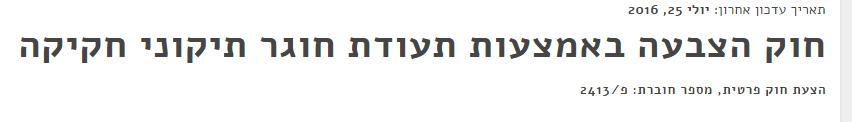 תאריך עדכון אחרון: יולי 25, 2016
חוק הצבעה באמצעות תעודת חוגר תיקוני חקיקה
הצעת חוק פרטית, מספר חוברת: פ/2413